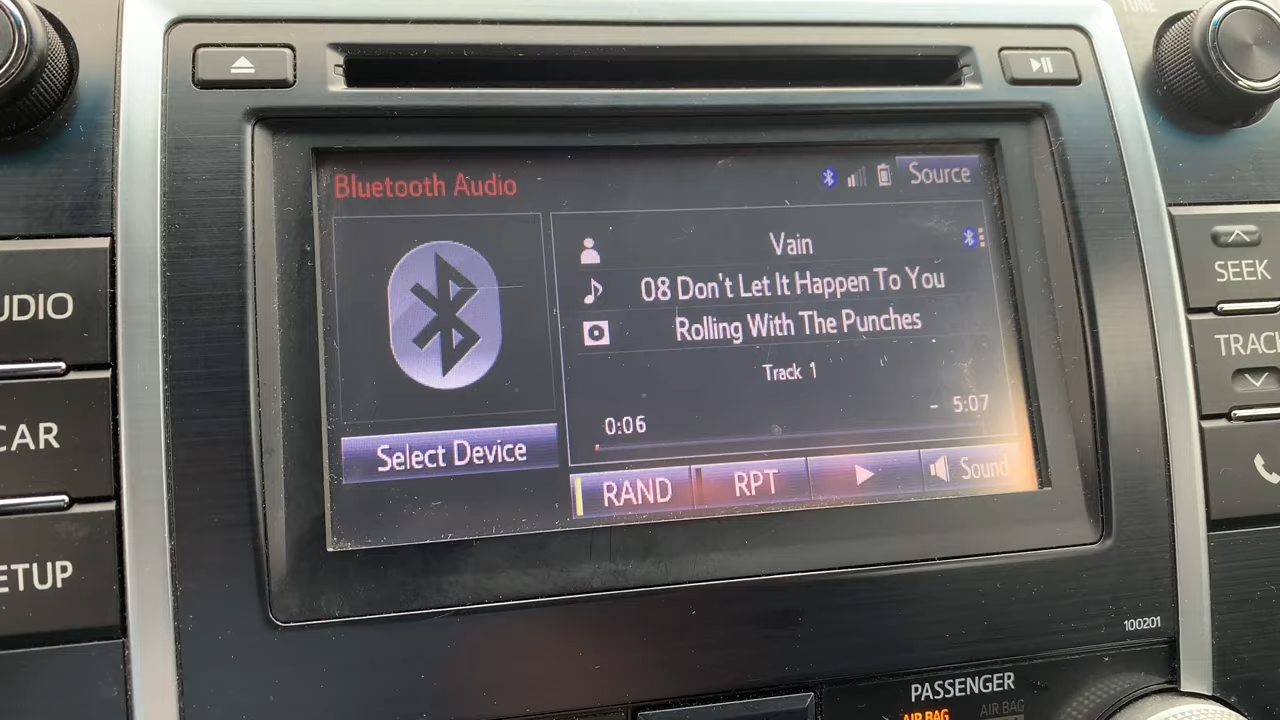 TUNE
Bluetooth Audio
Source
Vain
08 Don't Let It Happen To You
Rolling With The Punches
Track 1
0:06
- 5:07
Select Device
RAND
RPT
Sound
UDIO
CAR
ETUP
SEEK
TRACK
100201
PASSENGER
AIR BAG
AIR BAG